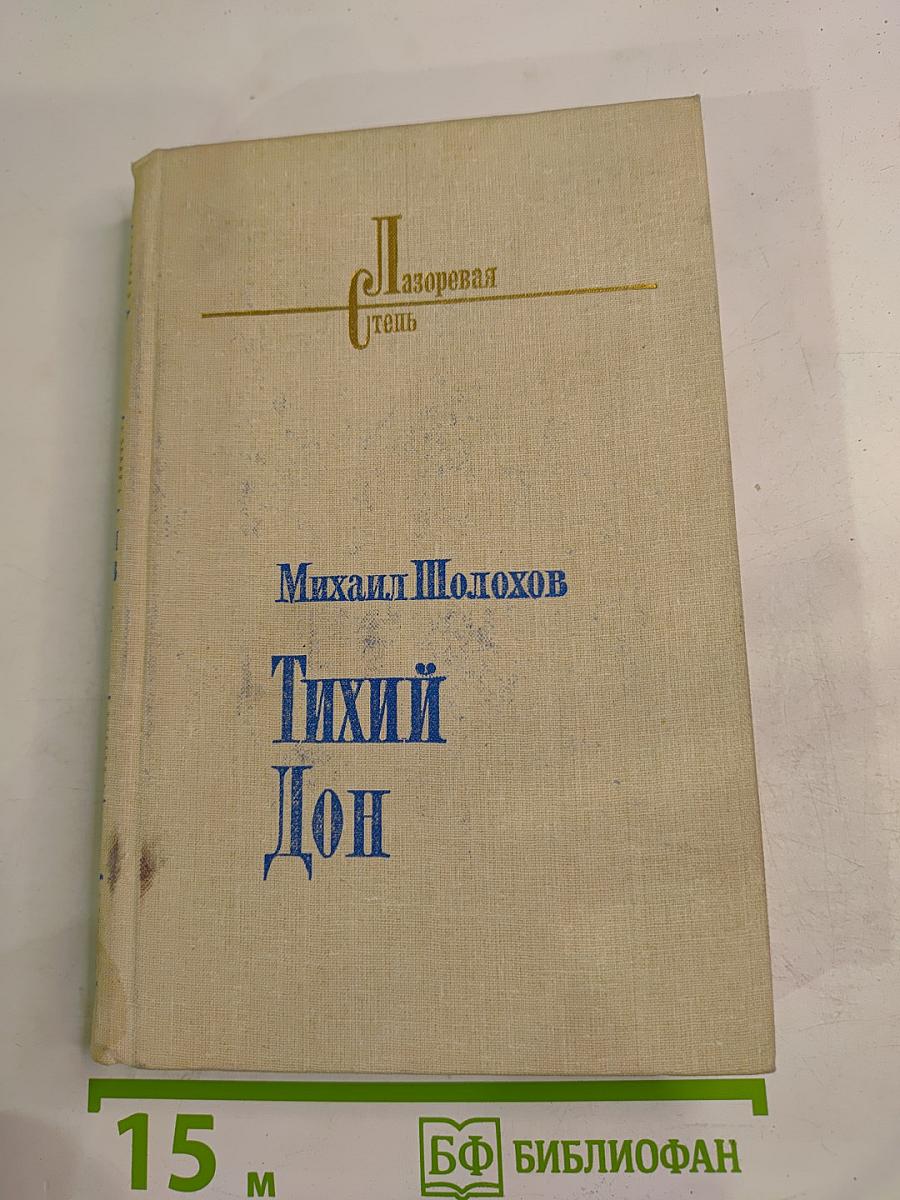 Лазоревая
Степь
Михаил Шолохов
Тихий
Дон
15 м
БФ БИБЛИОФАН